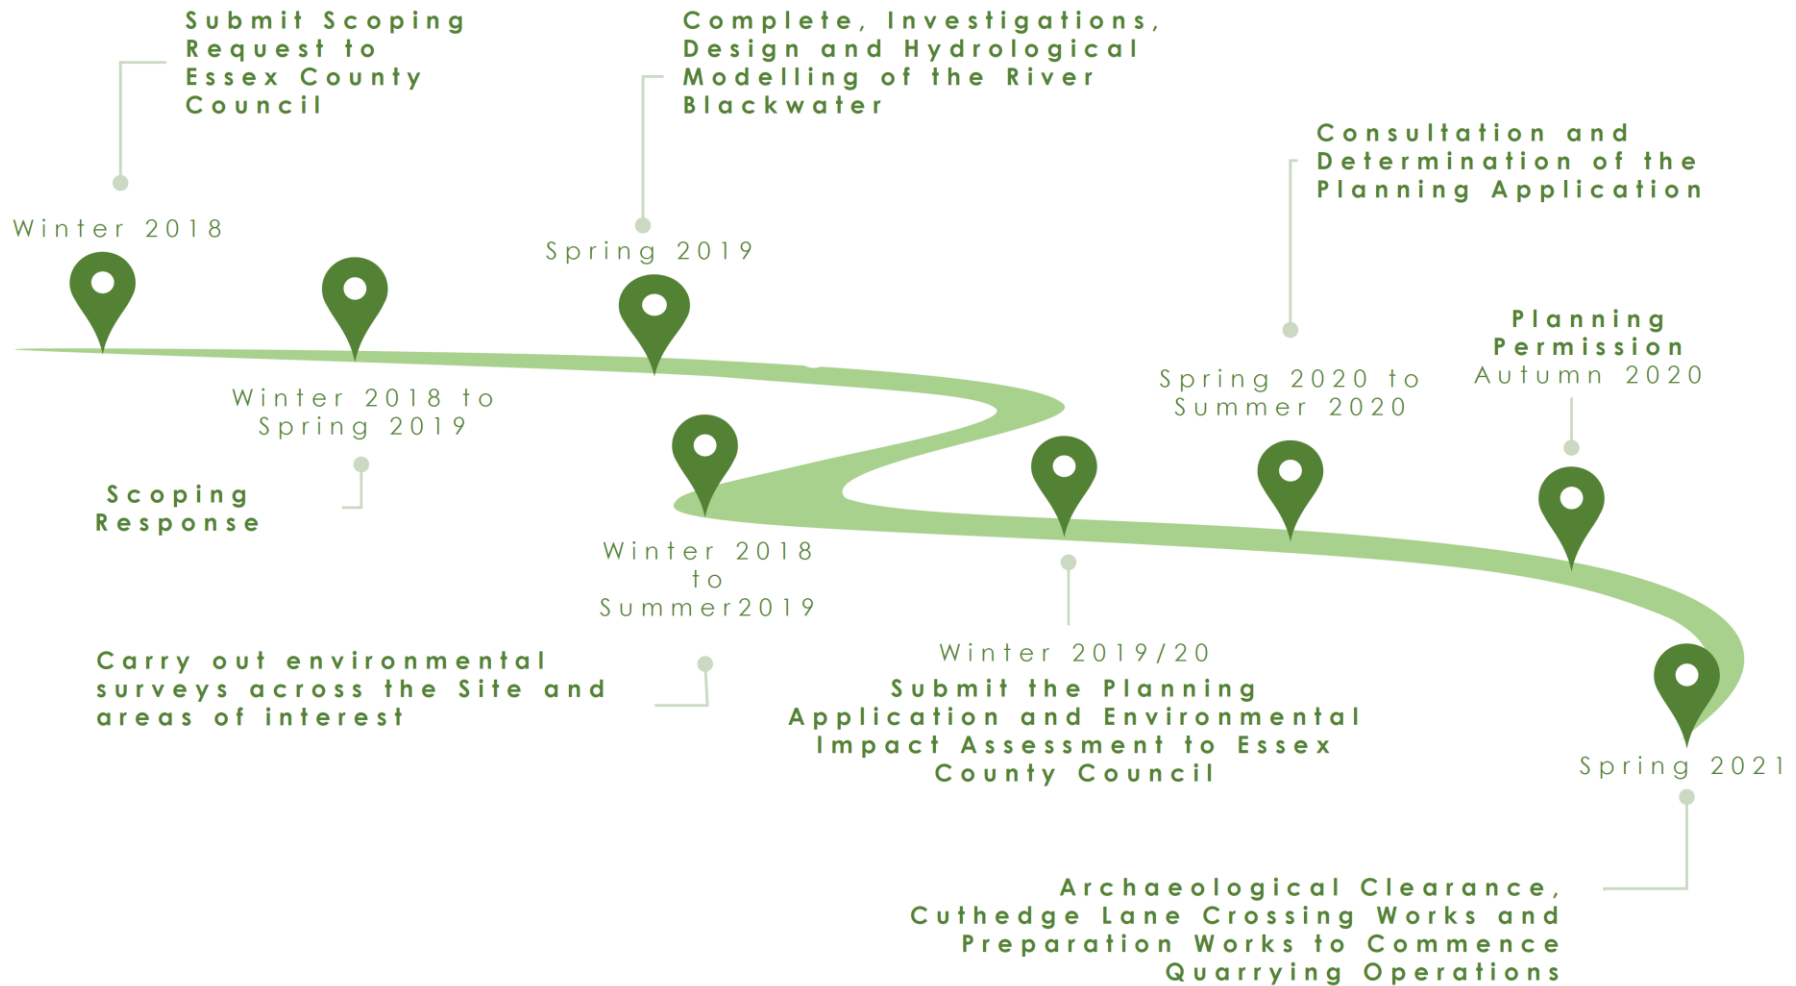 Submit Scoping
Request to
Essex County
Council
Winter 2018
Winter 2018 to
Spring 2019
Scoping
Response
Complete, Investigations,
Design and Hydrological
Modelling of the River
Blackwater
Spring 2019
Winter 2018
to
Summer2019
Carry out environmental
surveys across the Site and
areas of interest
Winter 2019/20
Submit the Planning
Application and Environmental
Impact Assessment to Essex
County Council
Consultation and
Determination of the
Planning Application
Spring 2020 to
Summer 2020
Planning
Permission
Autumn 2020
Spring 2021
Archaeological Clearance,
Cuthedge Lane Crossing Works and
Preparation Works to Commence
Quarrying Operations